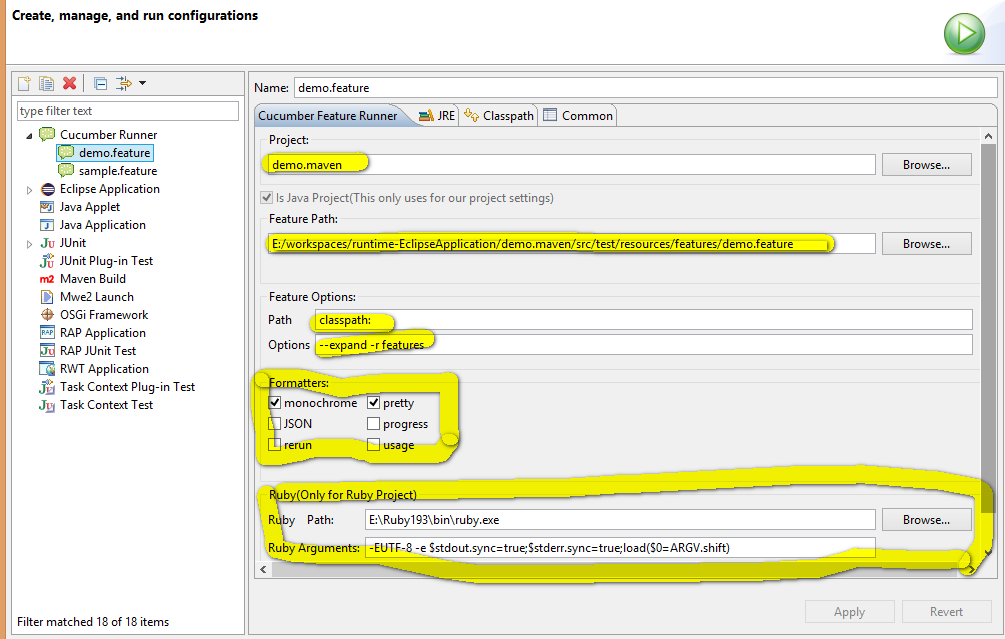 Create, manage, and run configurations
type filter text
Cucumber Runner
demo.feature
sample.feature
Eclipse Application
Java Applet
Java Application
JUnit
JUnit Plug-in Test
Maven Build
Mwe2 Launch
OSGi Framework
RAP Application
RAP JUnit Test
RWT Application
Task Context Plug-in Test
Task Context Test
Filter matched 18 of 18 items
Name: demo.feature
Cucumber Feature Runner JRE Classpath Common
Project:
demo.maven Browse...
Is Java Project(This only uses for our project settings)
Feature Path:
E:/workspaces/runtime-EclipseApplication/demo.maven/src/test/resources/features/demo.feature Browse...
Feature Options:
Path classpath:
Options --expand -r features
Formatters:
monochrome pretty
JSON progress
rerun usage
Ruby(Only for Ruby Project)
Ruby Path: E:\Ruby193\bin\ruby.exe Browse...
Ruby Arguments: -EUTF-8 -e $stdout.sync=true;$stderr.sync=true;load($0=ARGV.shift)
Apply Revert